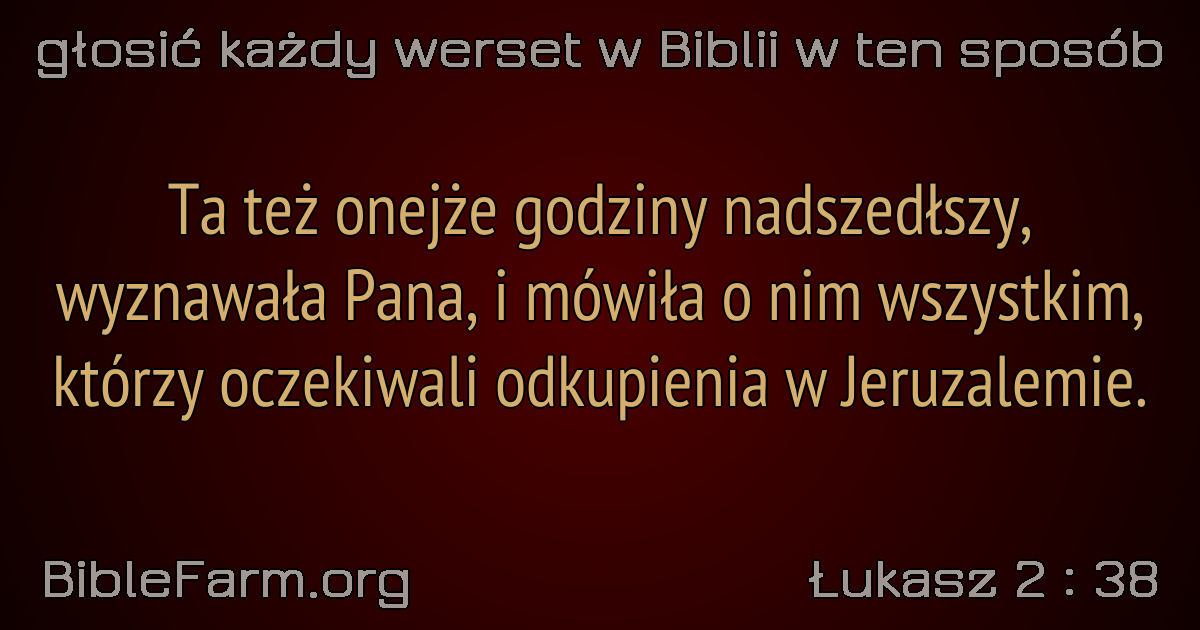 głosić każdy werset w Biblii w ten sposób
Ta też onejże godziny nadszedłszy,
wyznawała Pana, i mówiła o nim wszystkim,
którzy oczekiwali odkupienia w Jeruzalemie.
BibleFarm.org
Łukasz 2 : 38